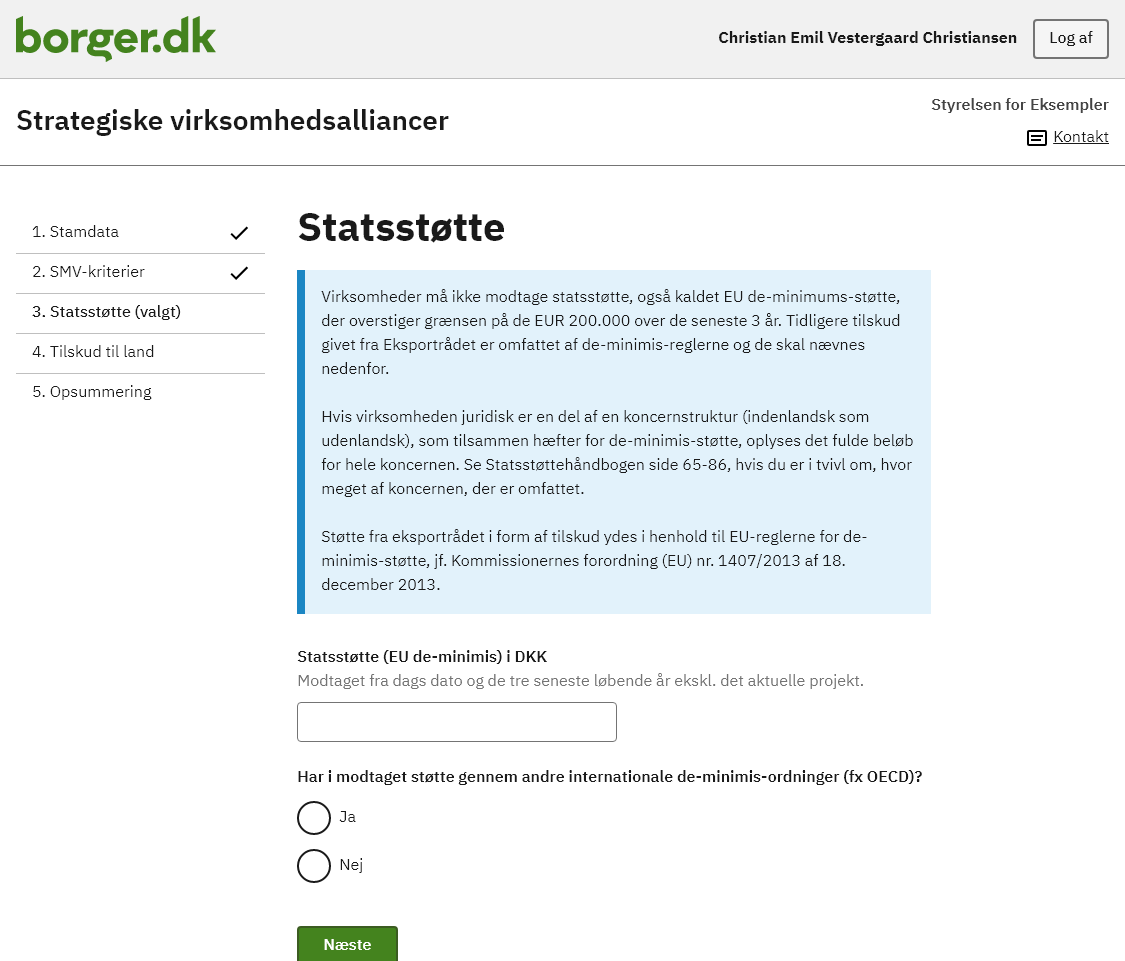 borger.dk
Christian Emil Vestergaard Christiansen
Log af
Strategiske virksomhedsalliancer
Styrelsen for Eksempler
Kontakt
1. Stamdata
2. SMV-kriterier
3. Statsstøtte (valgt)
4. Tilskud til land
5. Opsummering
Statsstøtte
Virksomheder må ikke modtage statsstøtte, også kaldet EU de-minimums-støtte,
der overstiger grænsen på de EUR 200.000 over de seneste 3 år. Tidligere tilskud
givet fra Eksportrådet er omfattet af de-minimis-reglerne og de skal nævnes
nedenfor.
Hvis virksomheden juridisk er en del af en koncernstruktur (indenlandsk som
udenlandsk), som tilsammen hæfter for de-minimis-støtte, oplyses det fulde beløb
for hele koncernen. Se Statsstøttehåndbogen side 65-86, hvis du er i tvivl om, hvor
meget af koncernen, der er omfattet.
Støtte fra eksportrådet i form af tilskud ydes i henhold til EU-reglerne for de-
minimis-støtte, jf. Kommissionernes forordning (EU) nr. 1407/2013 af 18.
december 2013.
Statsstøtte (EU de-minimis) i DKK
Modtaget fra dags dato og de tre seneste løbende år ekskl. det aktuelle projekt.
Har i modtaget støtte gennem andre internationale de-minimis-ordninger (fx OECD)?
Ja
Nej
Næste